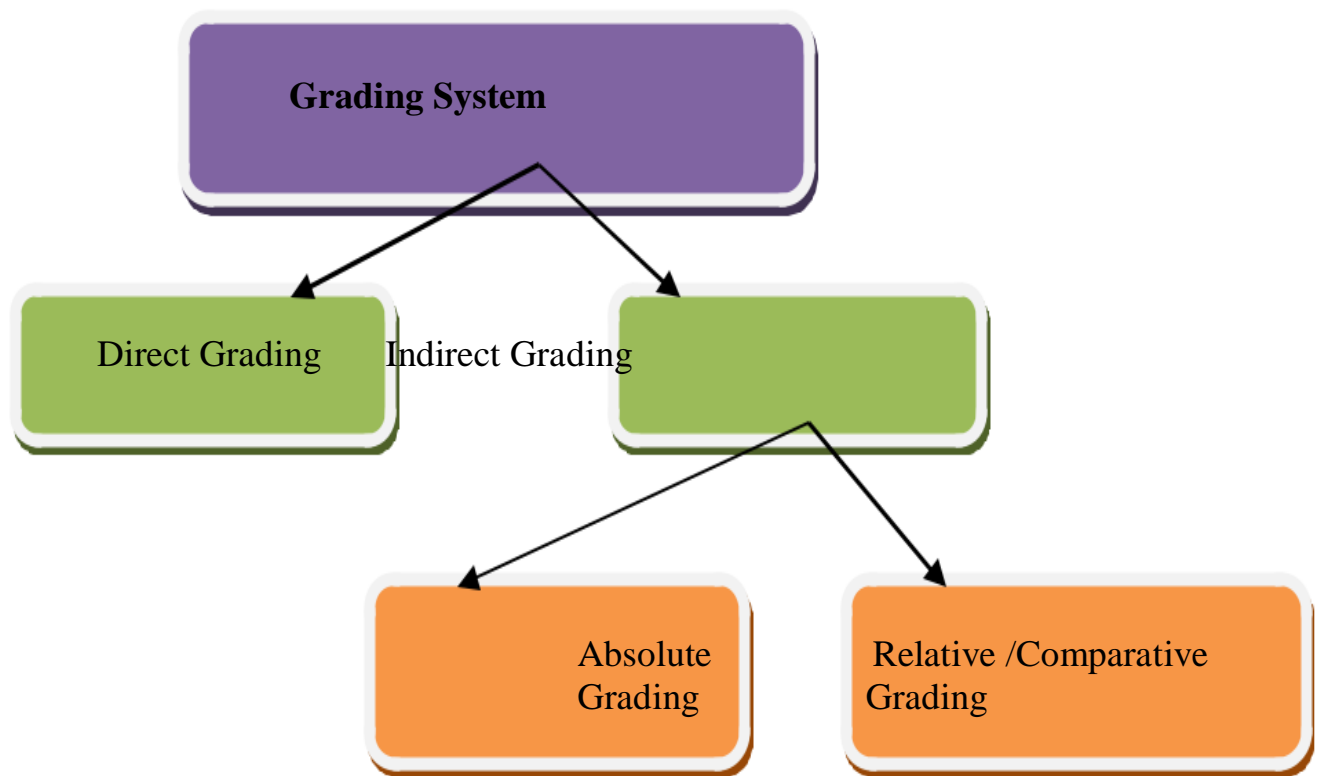 Grading System
Direct Grading
Indirect Grading
Absolute
Grading
Relative /Comparative
Grading